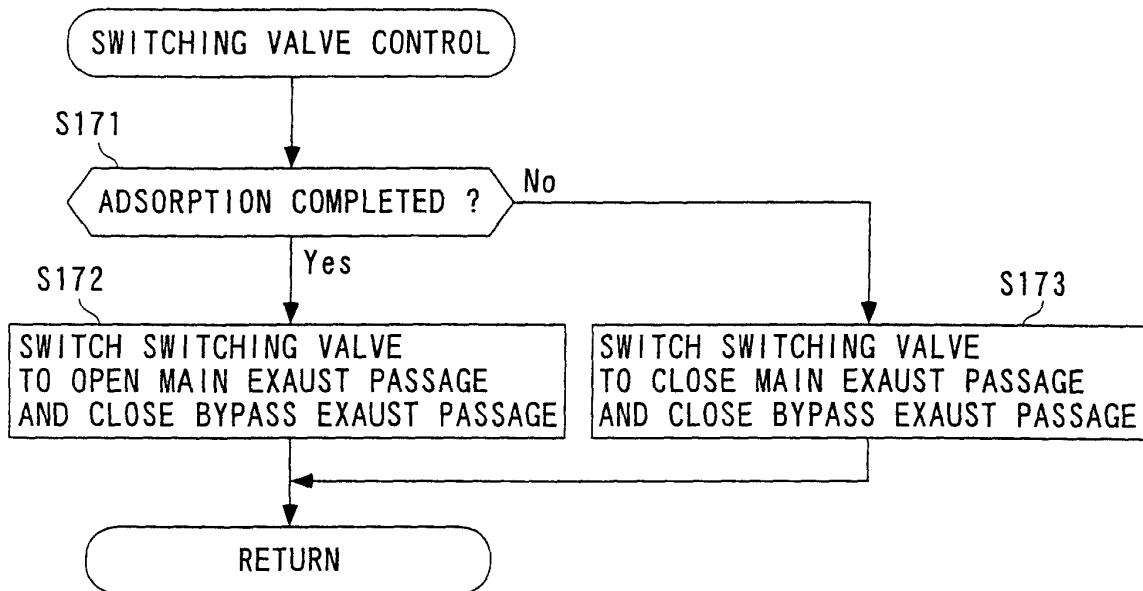 SWITCHING VALVE CONTROL
S171
ADSORPTION COMPLETED ?
No
Yes
S172
SWITCH SWITCHING VALVE
TO OPEN MAIN EXAUST PASSAGE
AND CLOSE BYPASS EXAUST PASSAGE
S173
SWITCH SWITCHING VALVE
TO CLOSE MAIN EXAUST PASSAGE
AND CLOSE BYPASS EXAUST PASSAGE
RETURN